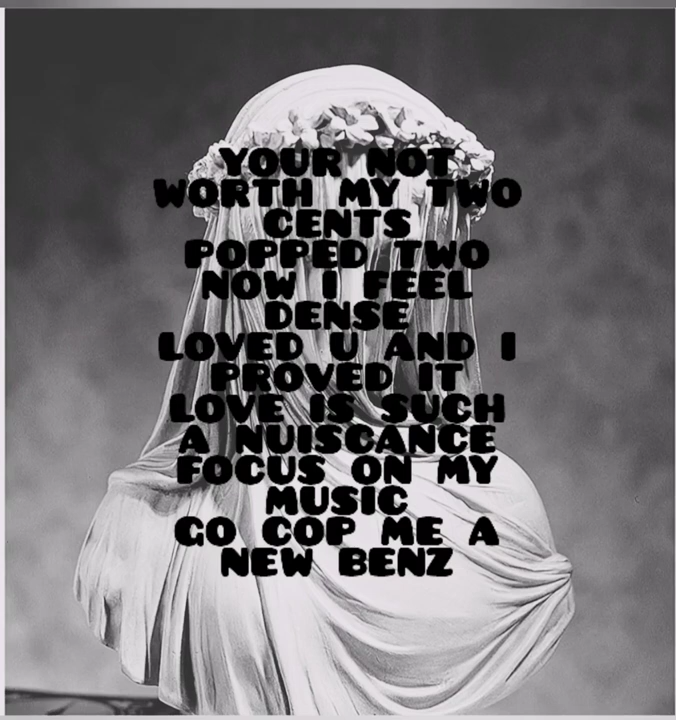 YOUR NOT
WORTH MY TWO
CENTS
POPPED TWO
NOW I FEEL
DENSE
LOVED U AND I
PROVED IT
LOVE IS SUCH
A NUISCANCE
FOCUS ON MY
MUSIC
GO COP ME A
NEW BENZ